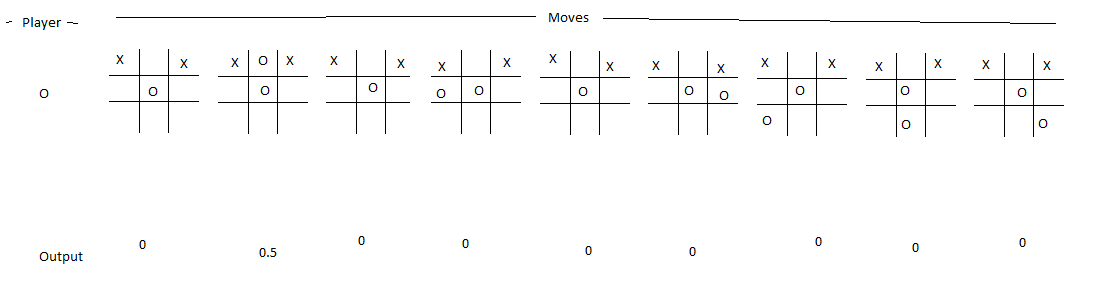 Player Moves
X X X O X X X X X X X X X X X X X X X
O O O O O O O O O O O O O
O O O
Output 0 0.5 0 0 0 0 0 0 0